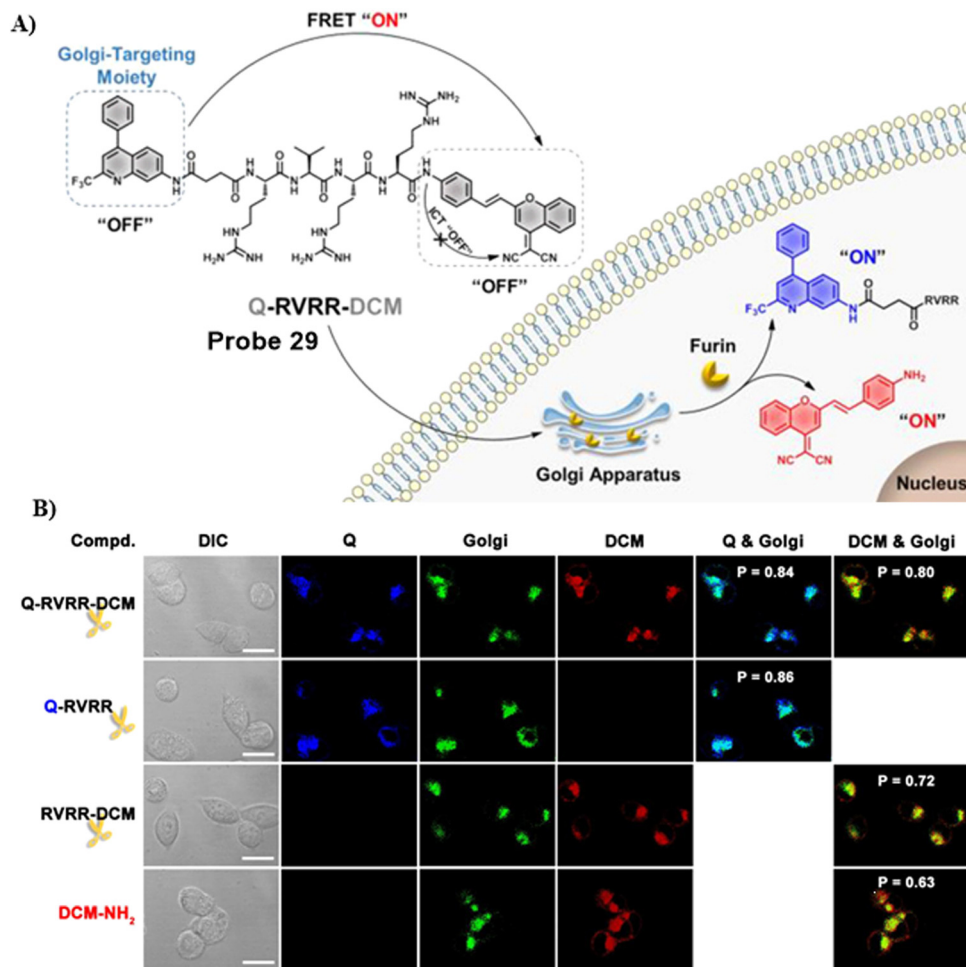 A)
FRET "ON"
Golgi-Targeting
Moiety
F₃C
N
N
H
O
O
H
N
N
H
O
O
H
N
N
H
O
O
H
N
HN
NH₂
NH
NH
H₂N
NH
NH
H₂N
NH
O
NC
CN
ICT "OFF"
"OFF"
"OFF"
Q-RVRR-DCM
Probe 29
Furin
Golgi Apparatus
"ON"
F₃C
N
N
H
O
O
RVRR
NH₂
O
NC
CN
"ON"
Nucleus
B)
Compd. DIC Q Golgi DCM Q & Golgi DCM & Golgi
Q-RVRR-DCM P = 0.84 P = 0.80
Q-RVRR P = 0.86
RVRR-DCM P = 0.72
DCM-NH₂ P = 0.63